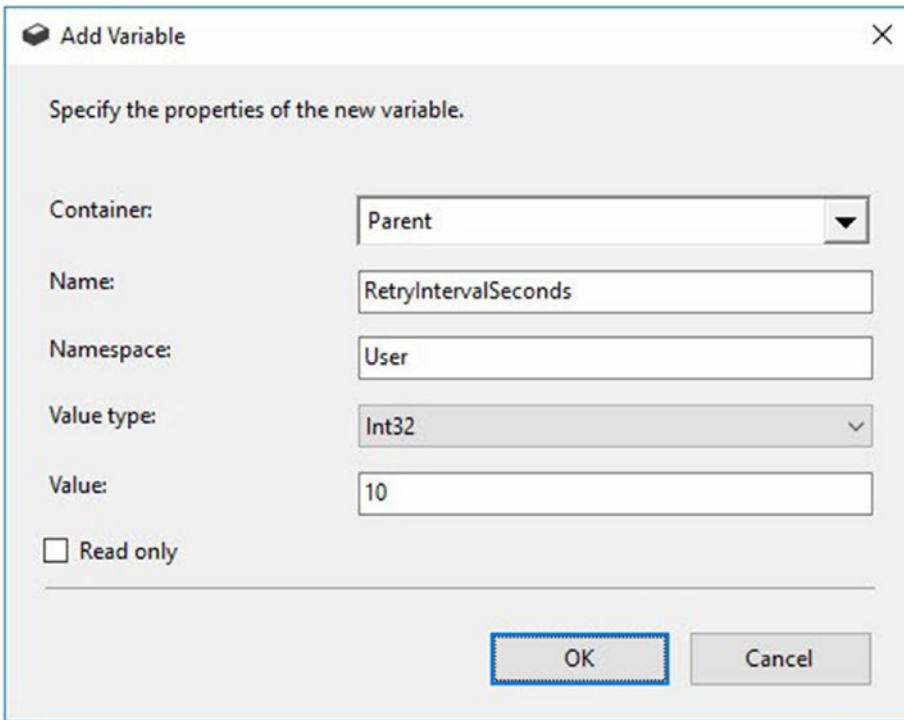 Add Variable
Specify the properties of the new variable.
Container: Parent
Name: RetryIntervalSeconds
Namespace: User
Value type: Int32
Value: 10
Read only
OK Cancel